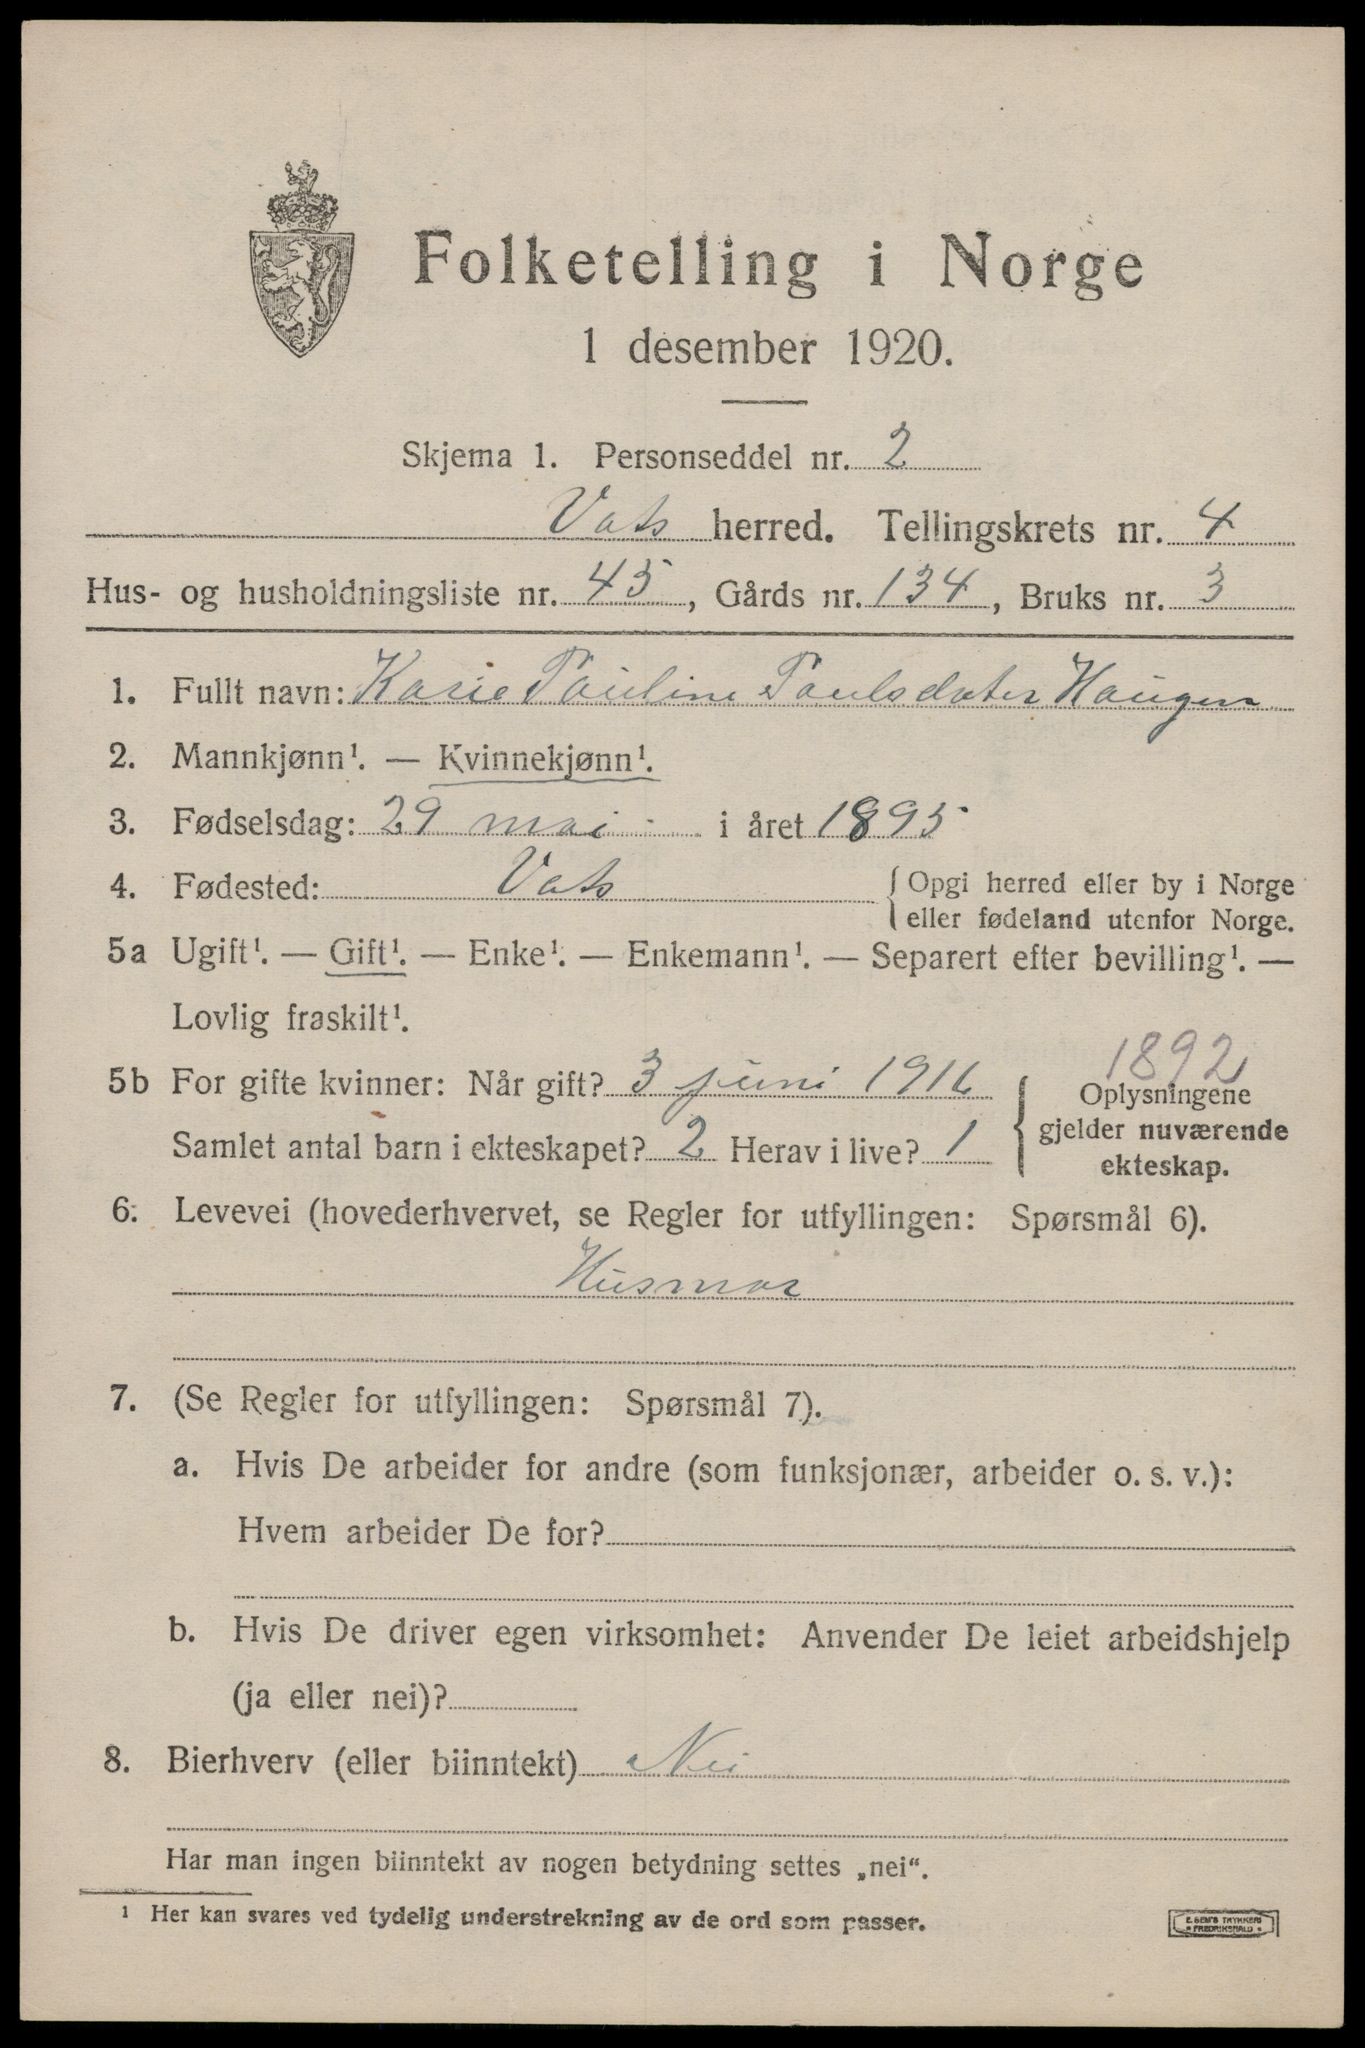 Folketelling i Norge
1 desember 1920.
Skjema 1. Personseddel nr. 2
Vats herred. Tellingskrets nr. 4
Hus- og husholdningsliste nr. 45, Gårds nr. 134, Bruks nr. 3
1. Fullt navn: Karie Pauline Paulsdater Haugen
2. Mannkjønn¹. — Kvinnekjønn¹.
3. Fødselsdag: 29 mai i året 1895
4. Fødested: Vats {Opgi herred eller by i Norge
eller fødeland utenfor Norge.
5a Ugift¹. — Gift¹. — Enke¹. — Enkemann¹. — Separert efter bevilling¹. —
Lovlig fraskilt¹.
1892
5b For gifte kvinner: Når gift? 3 juni 1916 { Oplysningene
gjelder nuværende
Samlet antal barn i ekteskapet? 2 Herav i live? 1
ekteskap.
6. Levevei (hovederhvervet, se Regler for utfyllingen: Spørsmål 6).
Husmor
7. (Se Regler for utfyllingen: Spørsmål 7).
a. Hvis De arbeider for andre (som funksjonær, arbeider o. s. v.):
Hvem arbeider De for?
b. Hvis De driver egen virksomhet: Anvender De leiet arbeidshjelp
(ja eller nei)?
8. Bierhverv (eller biinntekt) Nei
Har man ingen biinntekt av nogen betydning settes „nei“.
¹ Her kan svares ved tydelig understrekning av de ord som passer.
E. SEM'S TRYKKERI
FREDRIKSHALD